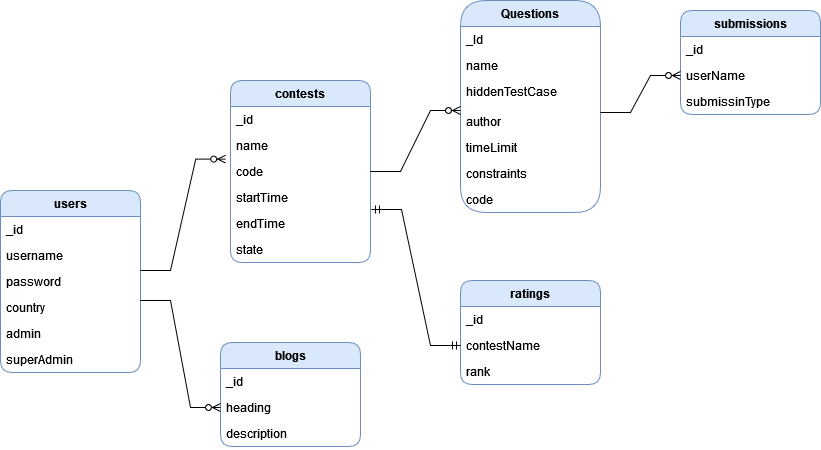 users
_id
username
password
country
admin
superAdmin
contests
_id
name
code
startTime
endTime
state
blogs
_id
heading
description
Questions
_Id
name
hiddenTestCase
author
timeLimit
constraints
code
ratings
_id
contestName
rank
submissions
_id
userName
submissinType